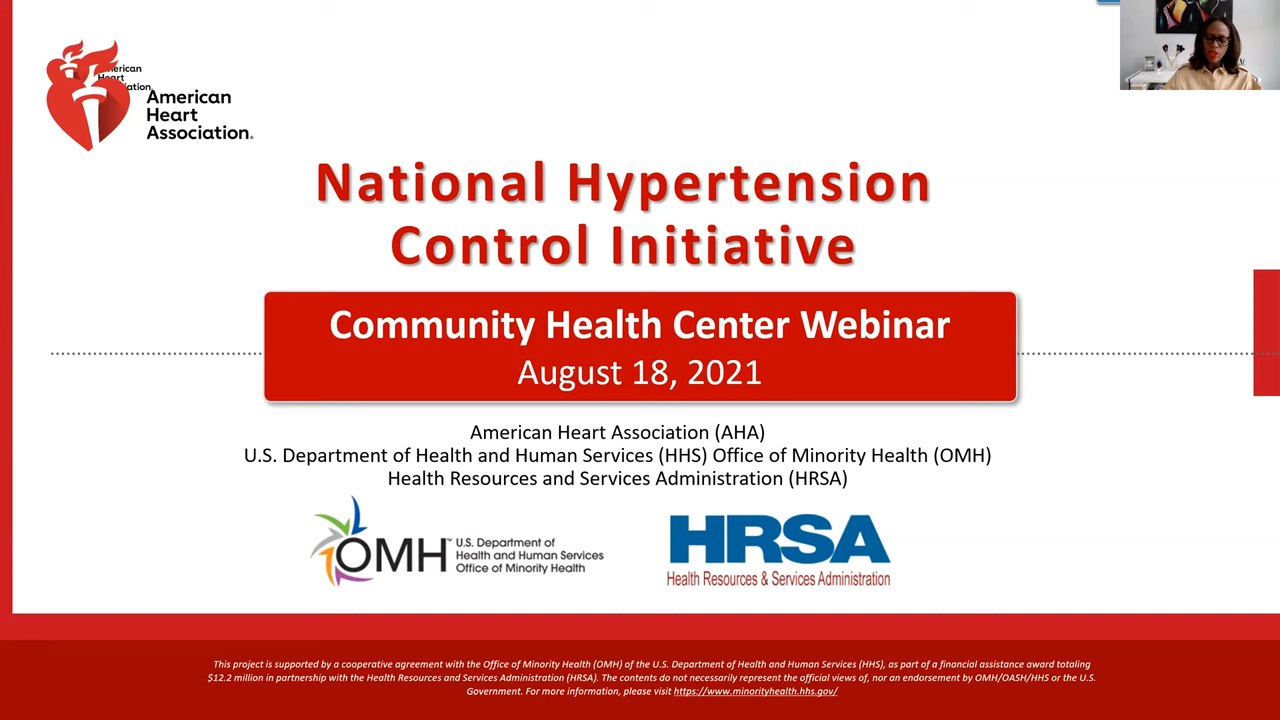 American
Heart
Association
American
Heart
Association.
National Hypertension
Control Initiative
Community Health Center Webinar
August 18, 2021
American Heart Association (AHA)
U.S. Department of Health and Human Services (HHS) Office of Minority Health (OMH)
Health Resources and Services Administration (HRSA)
OMH™
U.S. Department of
Health and Human Services
Office of Minority Health
HRSA
Health Resources & Services Administration
This project is supported by a cooperative agreement with the Office of Minority Health (OMH) of the U.S. Department of Health and Human Services (HHS), as part of a financial assistance award totaling
$12.2 million in partnership with the Health Resources and Services Administration (HRSA). The contents do not necessarily represent the official views of, nor an endorsement by OMH/OASH/HHS or the U.S.
Government. For more information, please visit https://www.minorityhealth.hhs.gov/